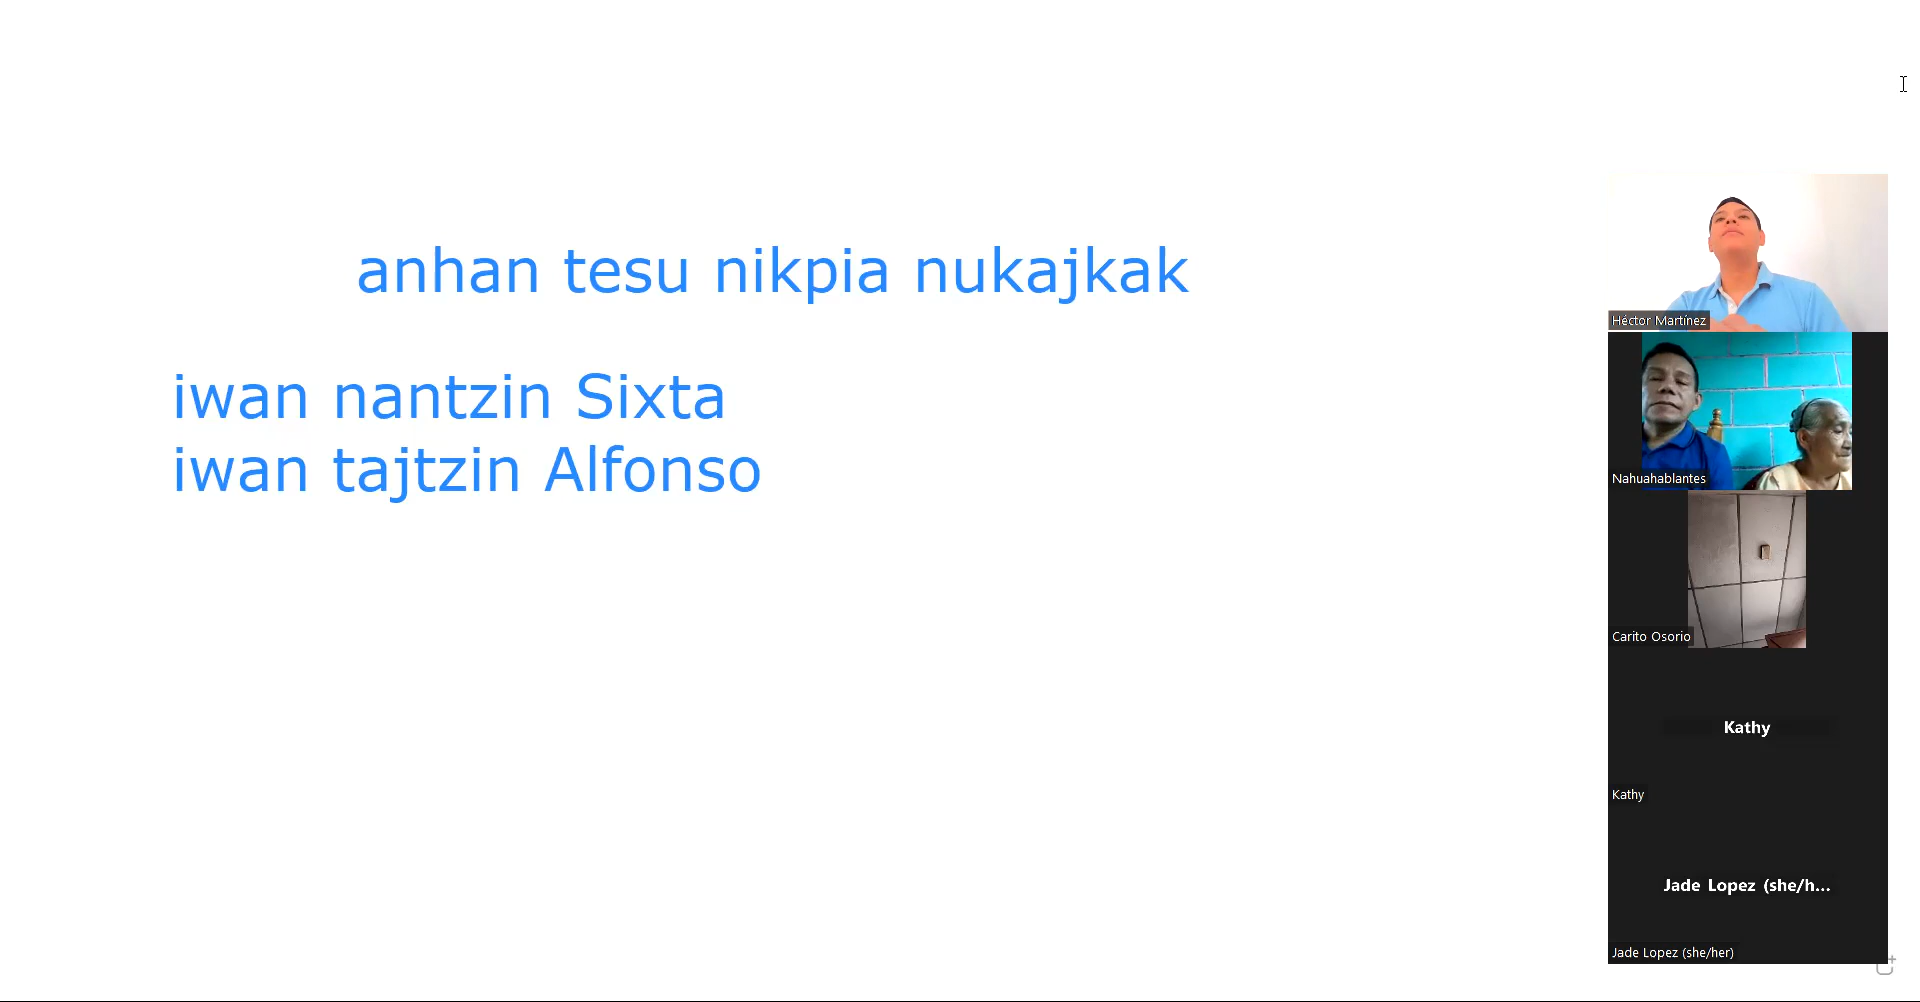 anhan tesu nikpia nukajkak
iwan nantzin Sixta
iwan tajtzin Alfonso
Héctor Martínez
Nahuahablantes
Carito Osorio
Kathy
Kathy
Jade Lopez (she/h...
Jade Lopez (she/her)